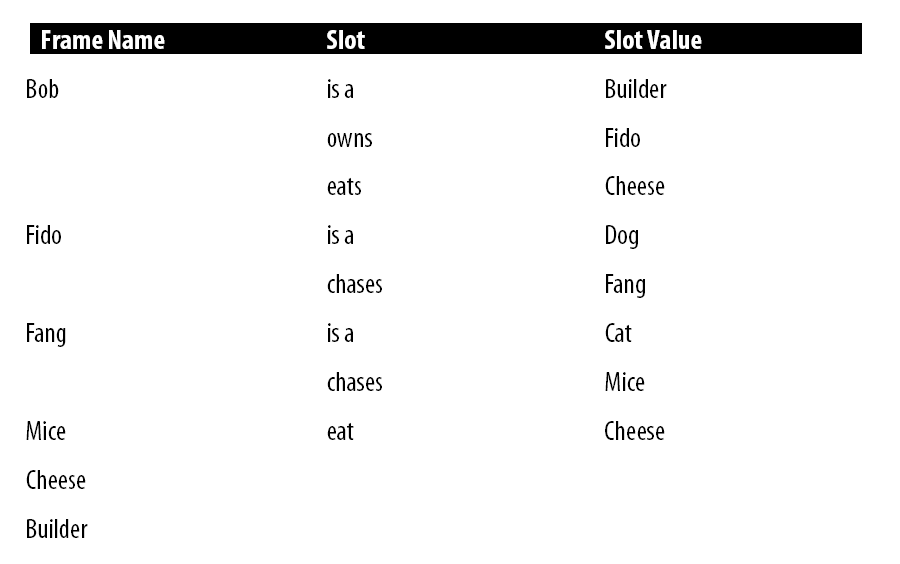 Frame Name Slot Slot Value
Bob is a Builder
owns Fido
eats Cheese
Fido is a Dog
chases Fang
Fang is a Cat
chases Mice
Mice eat Cheese
Cheese
Builder